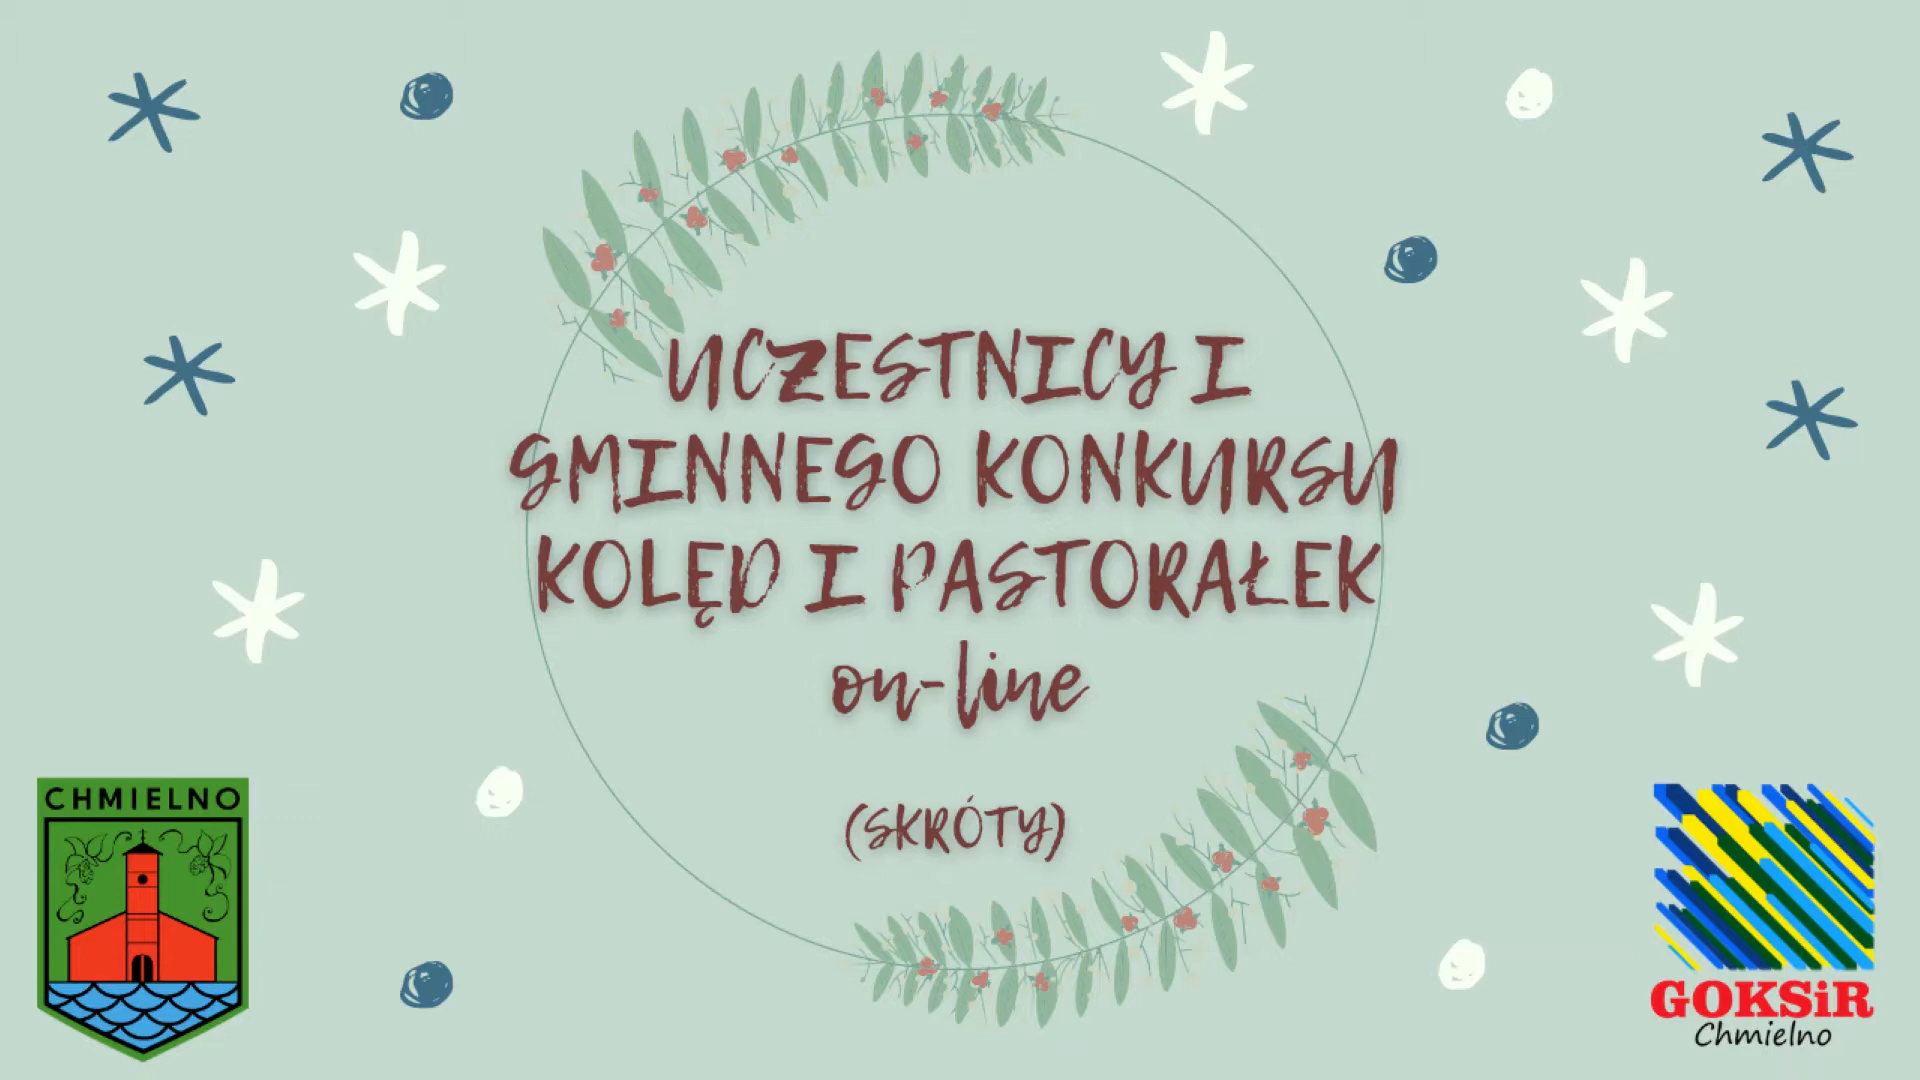 UCZESTNICY I
GMINNEGO KONKURSU
KOLĘD I PASTORAŁEK
on-line
(SKRÓTY)
CHMIELNO
GOKSiR
Chmielno